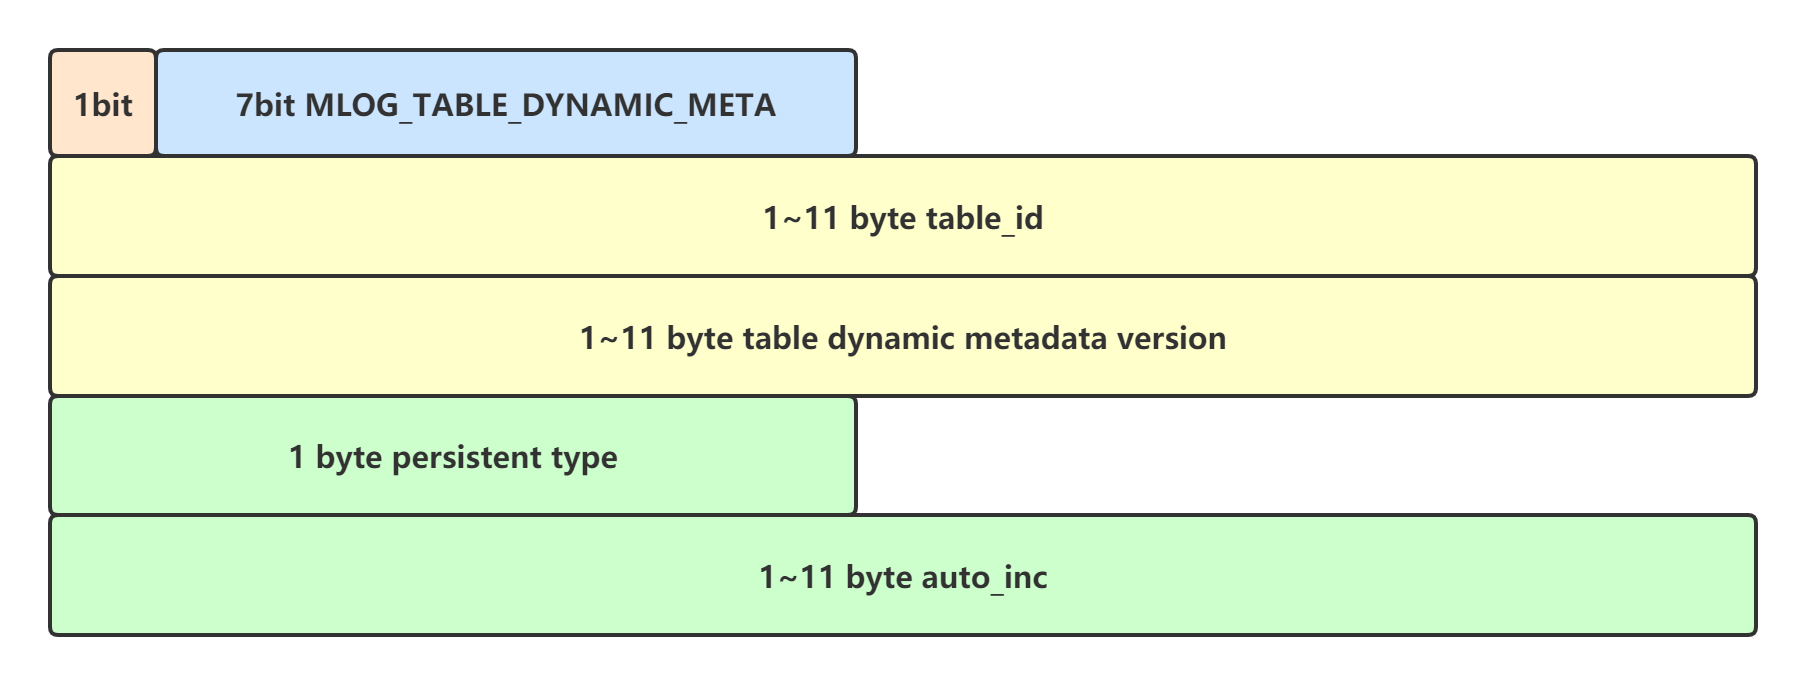 1bit
7bit MLOG_TABLE_DYNAMIC_META
1~11 byte table_id
1~11 byte table dynamic metadata version
1 byte persistent type
1~11 byte auto_inc